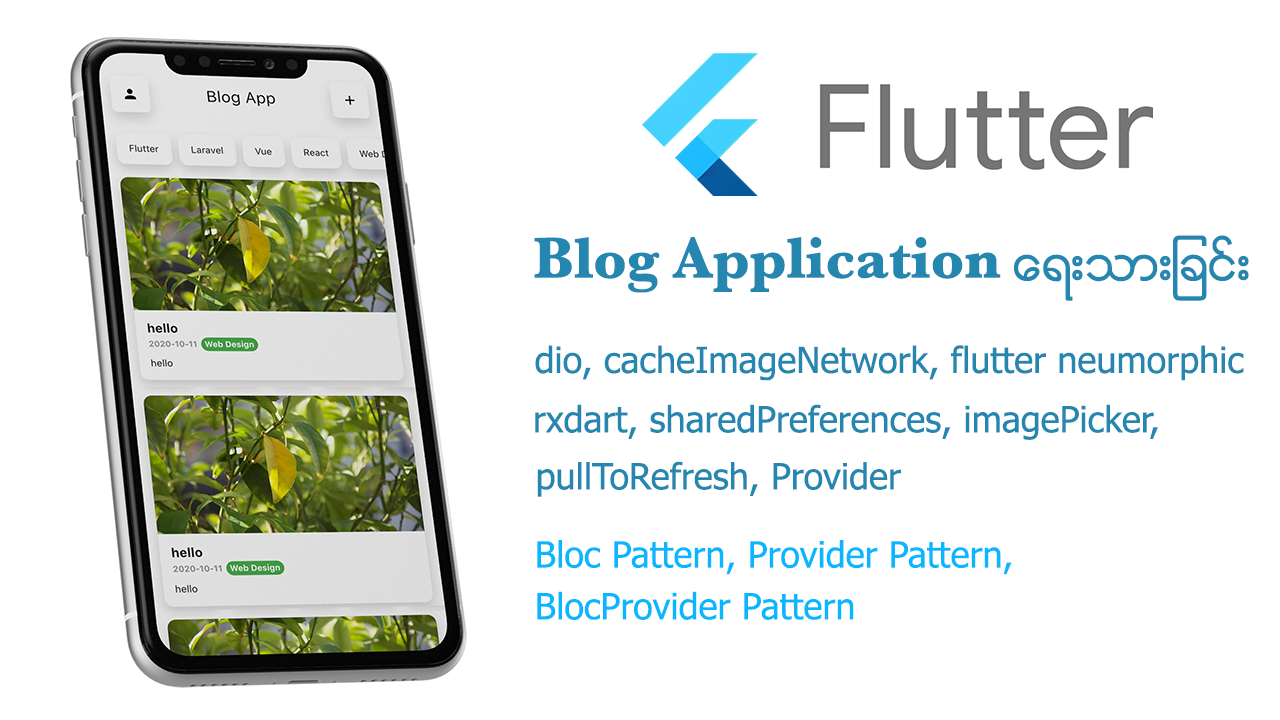 Blog App
Flutter Laravel Vue React Web D
hello
2020-10-11 Web Design
hello
hello
2020-10-11 Web Design
hello
Flutter
Blog Application ရေးသားခြင်း
dio, cacheImageNetwork, flutter neumorphic
rxdart, sharedPreferences, imagePicker,
pullToRefresh, Provider
Bloc Pattern, Provider Pattern,
BlocProvider Pattern